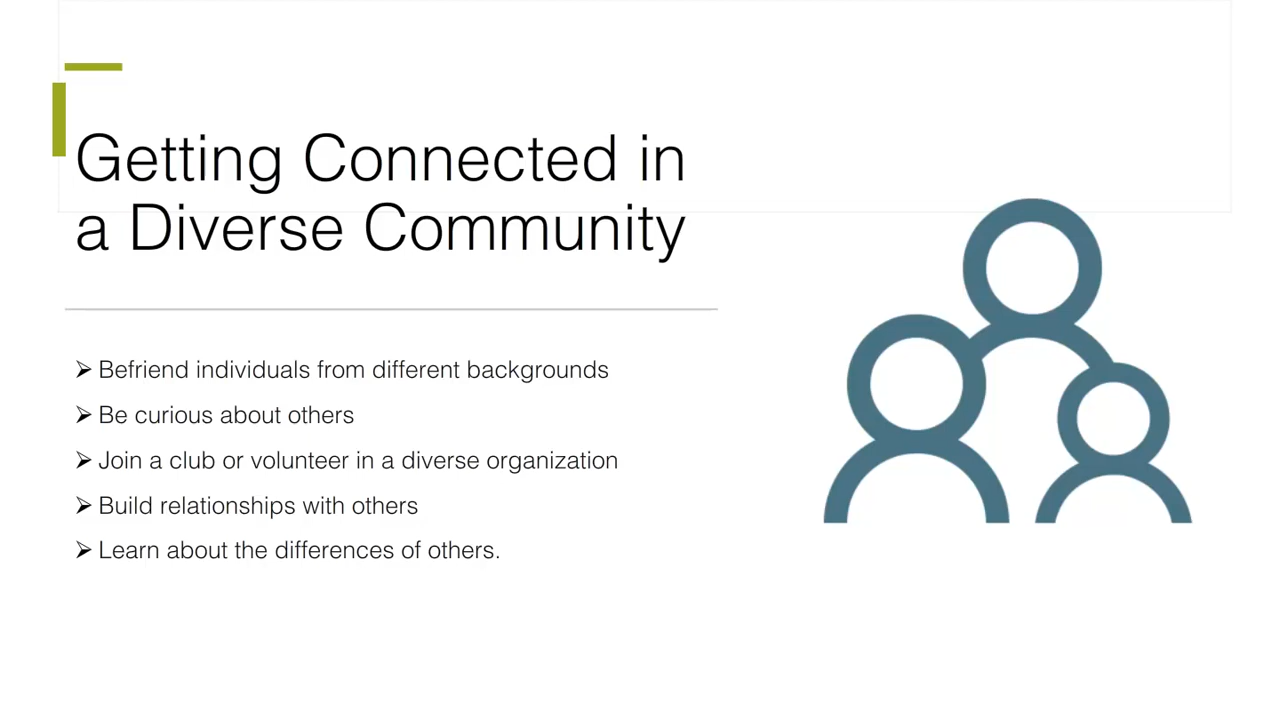 Getting Connected in
a Diverse Community
➢ Befriend individuals from different backgrounds
➢ Be curious about others
➢ Join a club or volunteer in a diverse organization
➢ Build relationships with others
➢ Learn about the differences of others.